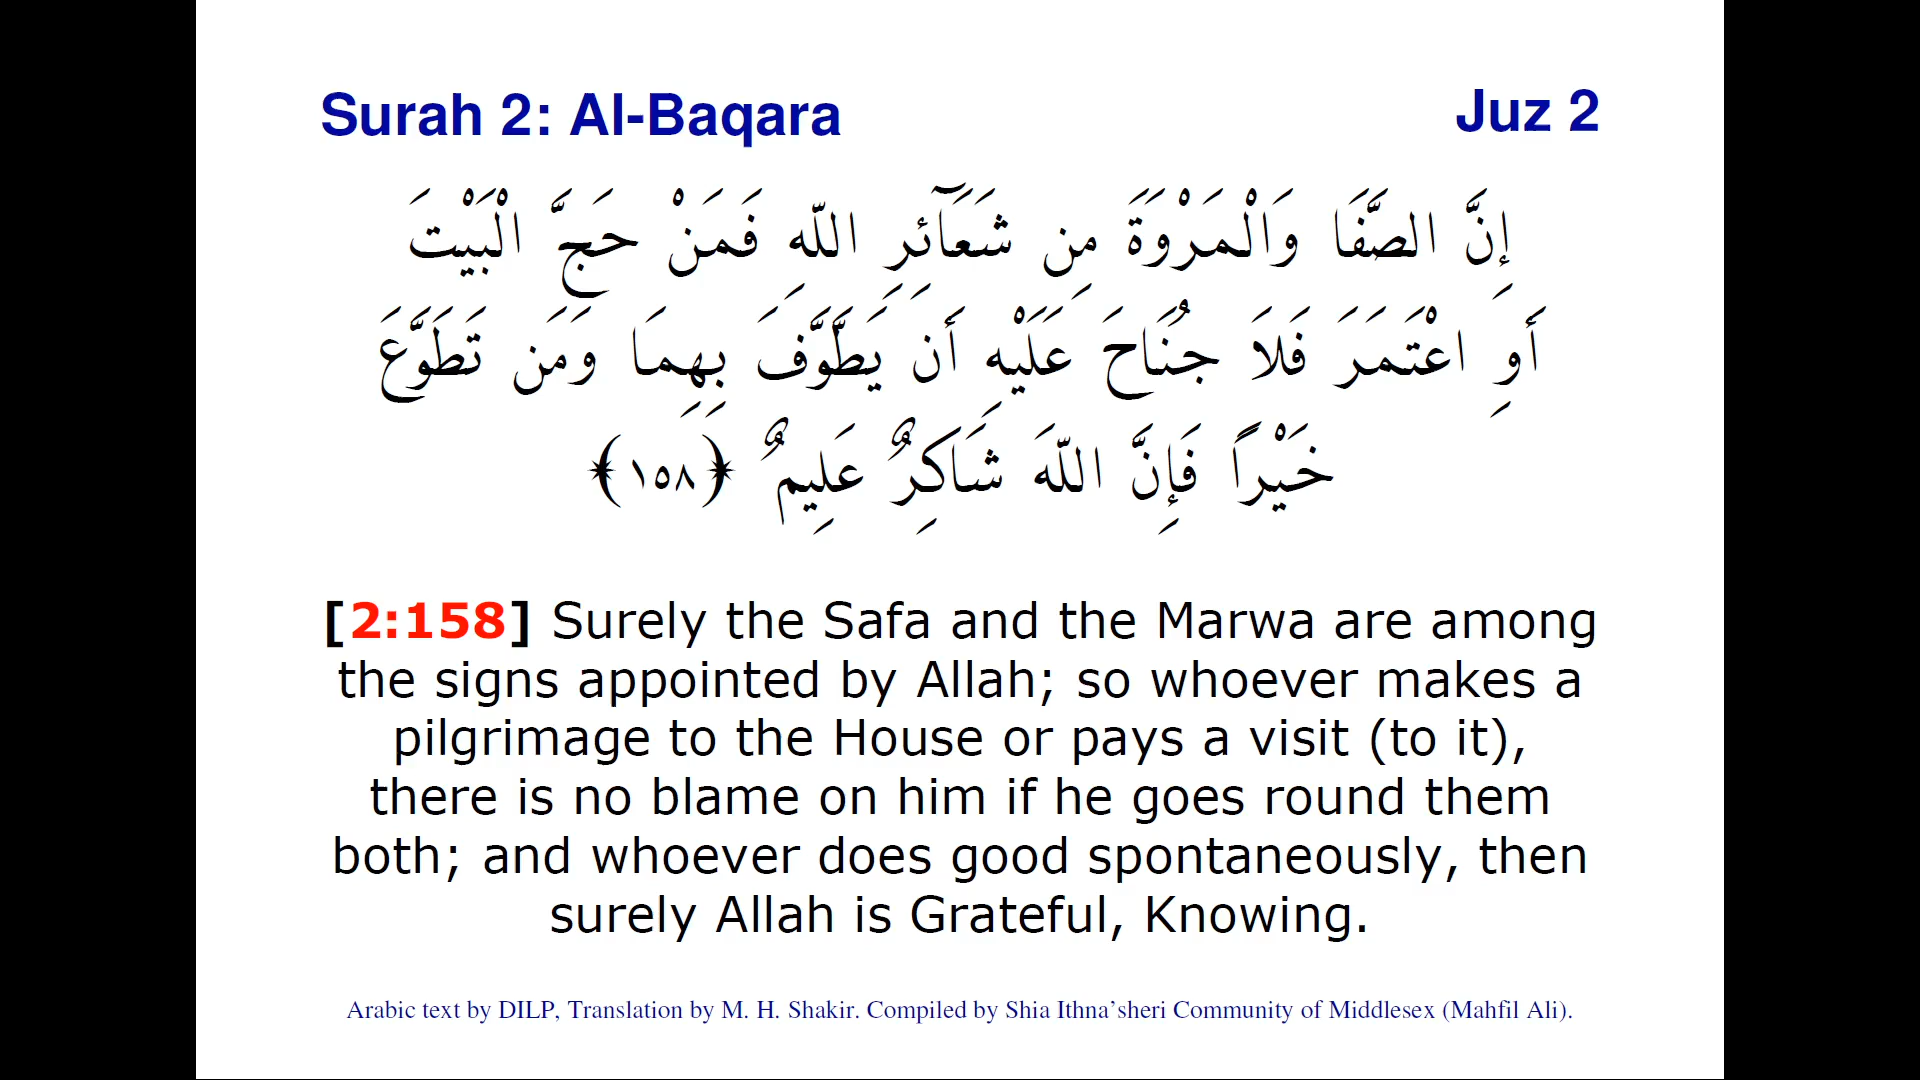 Surah 2: Al-Baqara
Juz 2
إِنَّ الصَّفَا وَالْمَرْوَةَ مِن شَعَآئِرِ اللّهِ فَمَنْ حَجَّ الْبَيْتَ
أَوِ اعْتَمَرَ فَلاَ جُنَاحَ عَلَيْهِ أَن يَطَّوَّفَ بِهِمَا وَمَن تَطَوَّعَ
خَيْرًا فَإِنَّ اللّهَ شَاكِرٌ عَلِيمٌ ﴿١٥٨﴾
[2:158] Surely the Safa and the Marwa are among
the signs appointed by Allah; so whoever makes a
pilgrimage to the House or pays a visit (to it),
there is no blame on him if he goes round them
both; and whoever does good spontaneously, then
surely Allah is Grateful, Knowing.
Arabic text by DILP, Translation by M. H. Shakir. Compiled by Shia Ithna’sheri Community of Middlesex (Mahfil Ali).